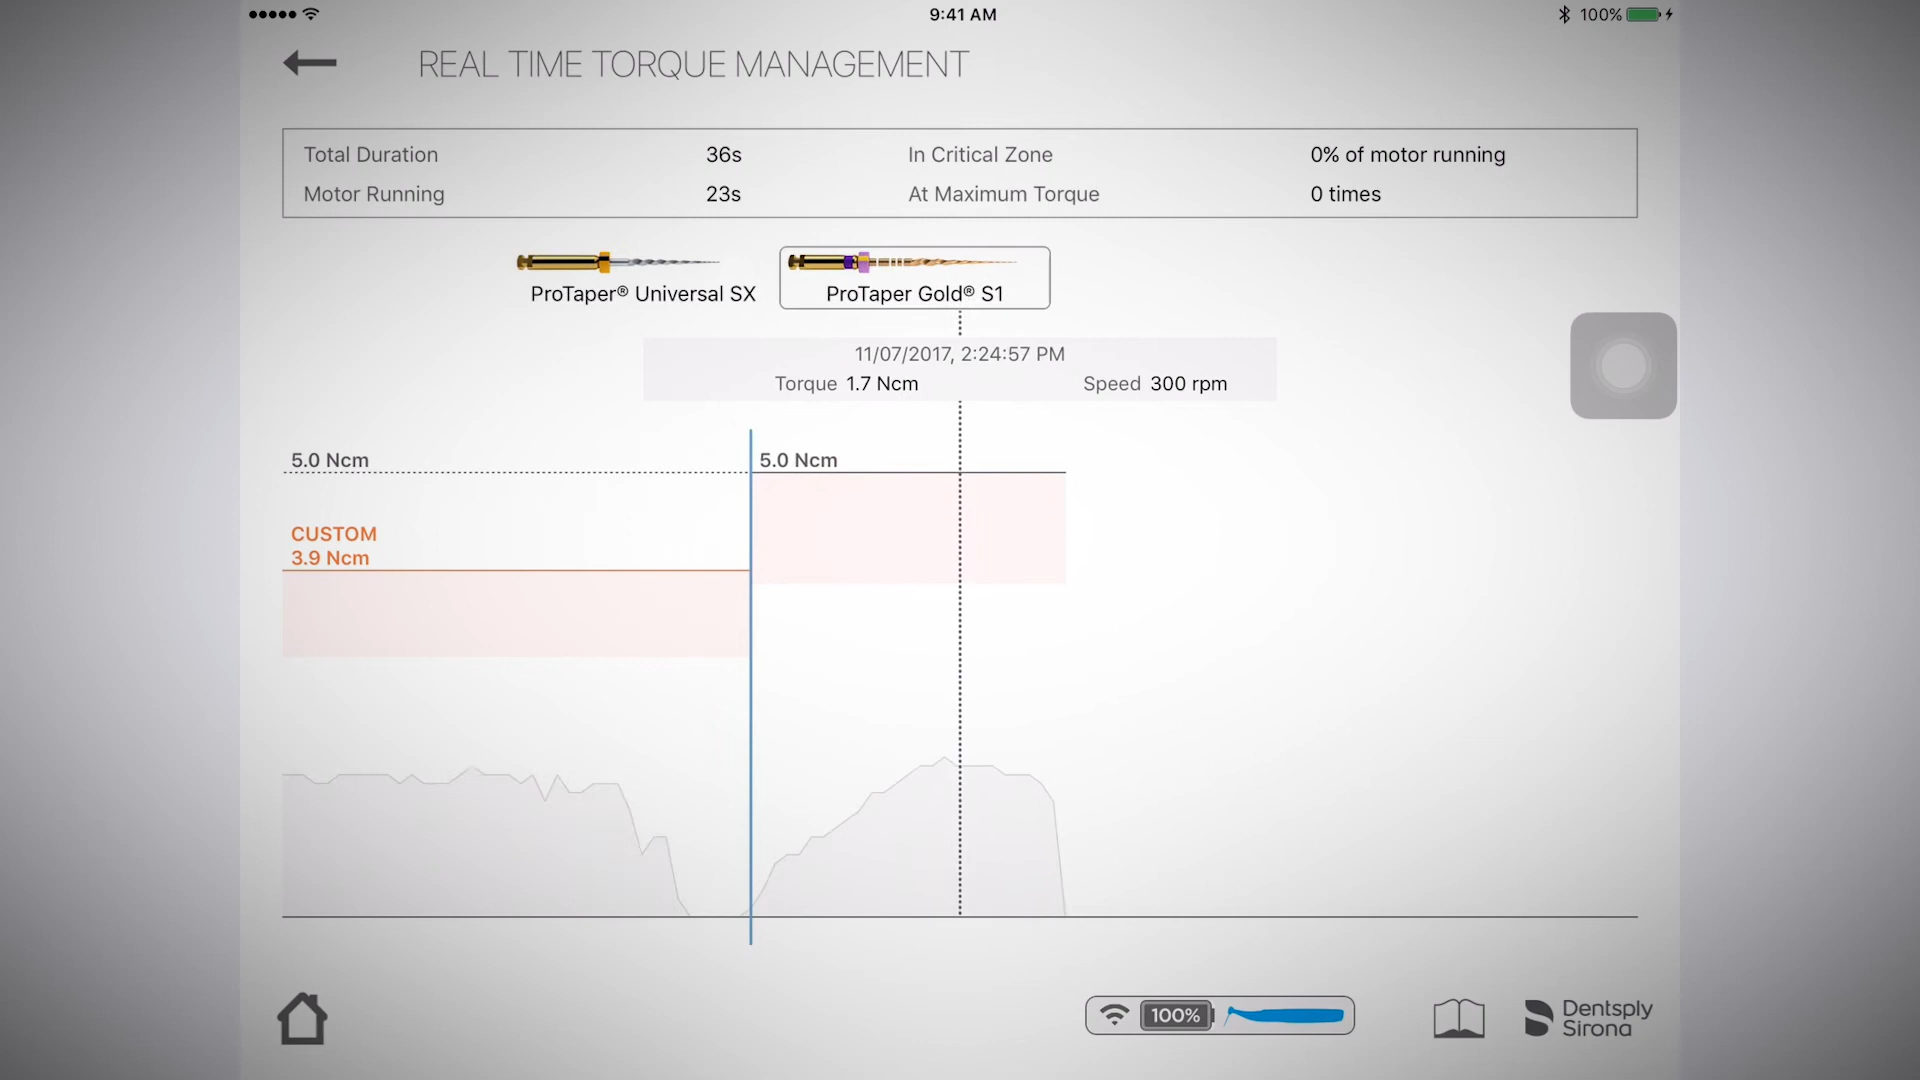 9:41 AM
100%
REAL TIME TORQUE MANAGEMENT
Total Duration 36s In Critical Zone 0% of motor running
Motor Running 23s At Maximum Torque 0 times
ProTaper® Universal SX ProTaper Gold® S1
11/07/2017, 2:24:57 PM
Torque 1.7 Ncm Speed 300 rpm
5.0 Ncm 5.0 Ncm
CUSTOM
3.9 Ncm
100%
Dentsply
Sirona